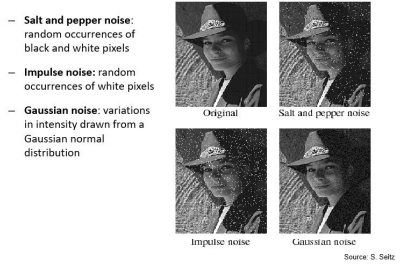 – Salt and pepper noise:
random occurrences of
black and white pixels
– Impulse noise: random
occurrences of white pixels
– Gaussian noise: variations
in intensity drawn from a
Gaussian normal
distribution
Original
Salt and pepper noise
Impulse noise
Gaussian noise
Source: S. Seitz